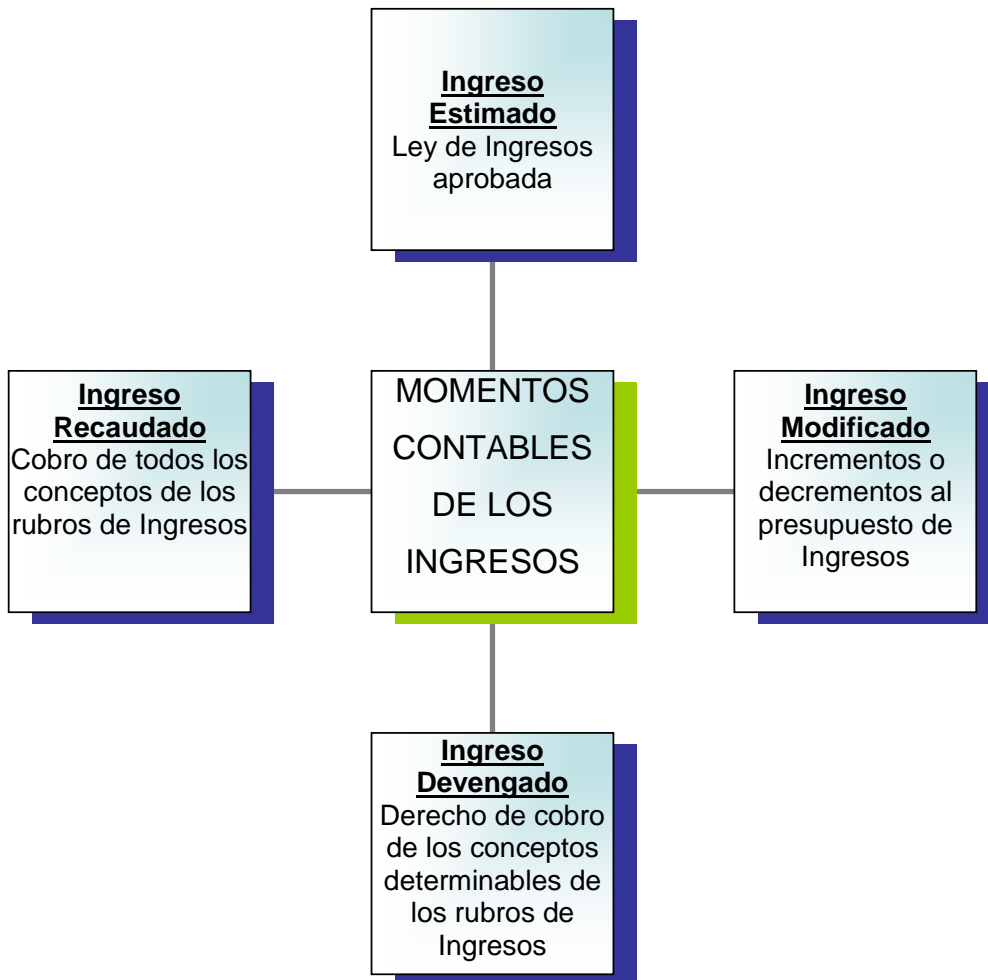 Ingreso
Estimado
Ley de Ingresos
aprobada
Ingreso
Recaudado
Cobro de todos los
conceptos de los
rubros de Ingresos
MOMENTOS
CONTABLES
DE LOS
INGRESOS
Ingreso
Modificado
Incrementos o
decrementos al
presupuesto de
Ingresos
Ingreso
Devengado
Derecho de cobro
de los conceptos
determinables de
los rubros de
Ingresos